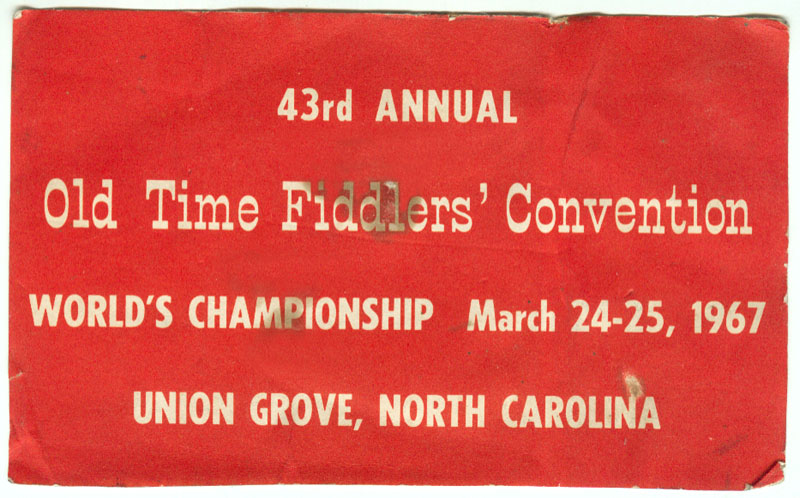 43rd ANNUAL
Old Time Fiddlers' Convention
WORLD'S CHAMPIONSHIP March 24-25, 1967
UNION GROVE, NORTH CAROLINA